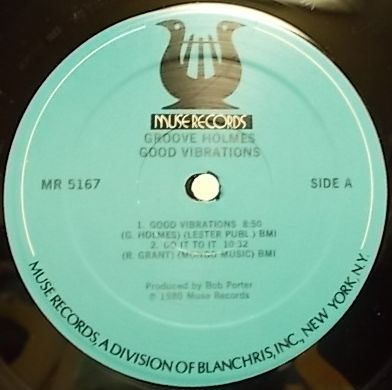 MUSE RECORDS
GROOVE HOLMES
GOOD VIBRATIONS
MR 5167
SIDE A
1. GOOD VIBRATIONS 8:50
(G. HOLMES) (LESTER PUBL.) BMI
2. GO IT TO IT 10:32
(R. GRANT) (MONGO MUSIC) BMI
Produced by Bob Porter
℗ 1980 Muse Records
MUSE RECORDS, A DIVISION OF BLANCHRIS, INC., NEW YORK, N.Y.